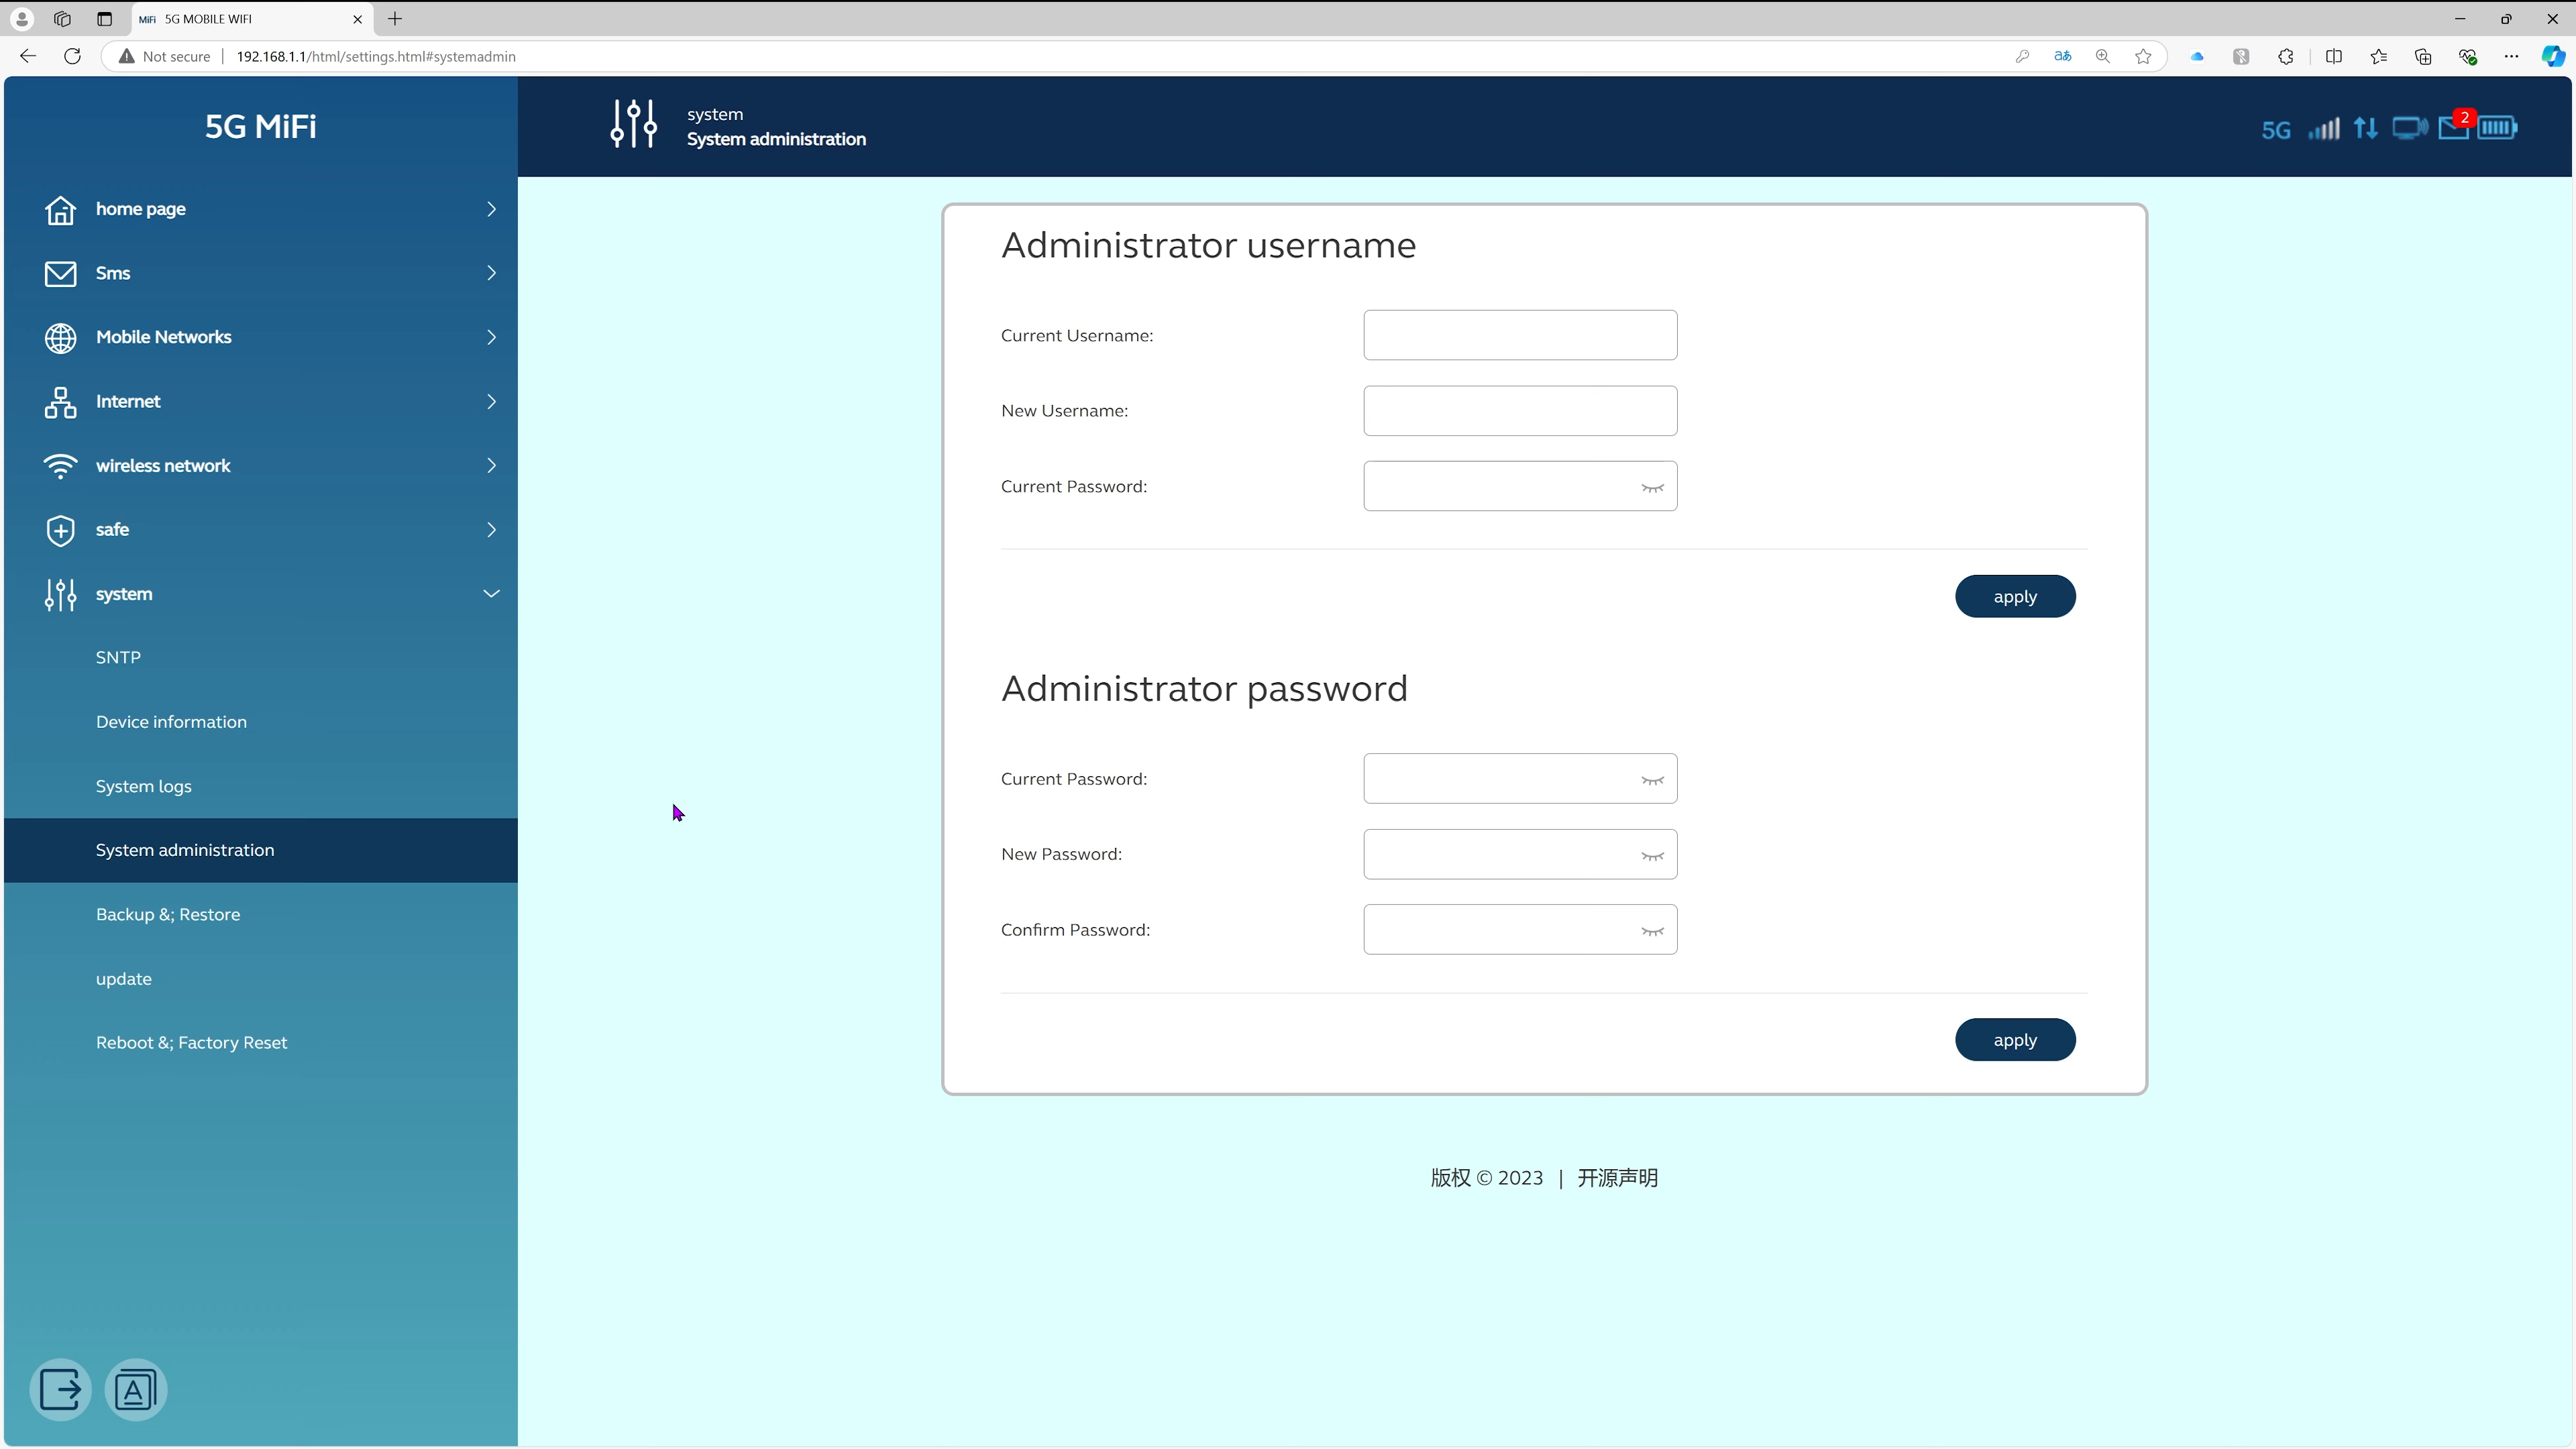 MiFi 5G MOBILE WIFI
Not secure 192.168.1.1/html/settings.html#systemadmin
aあ
5G MiFi
system
System administration
5G
2
home page
Sms
Mobile Networks
Internet
wireless network
safe
system
SNTP
Device information
System logs
System administration
Backup &; Restore
update
Reboot &; Factory Reset
A
Administrator username
Current Username:
New Username:
Current Password:
apply
Administrator password
Current Password:
New Password:
Confirm Password:
apply
版权 © 2023 | 开源声明